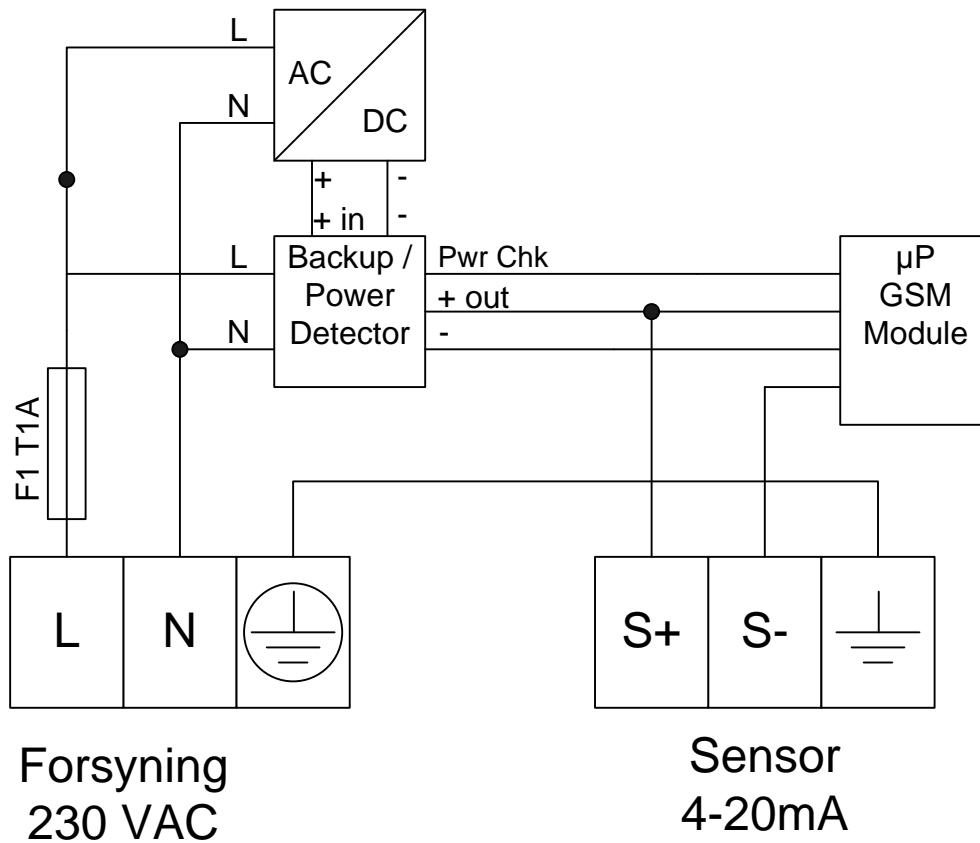 L
AC
N
DC
+ -
+ in -
L
Backup /
Power
Detector
N
Pwr Chk
+ out
-
µP
GSM
Module
F1 T1A
L N
S+ S-
Forsyning
230 VAC
Sensor
4-20mA